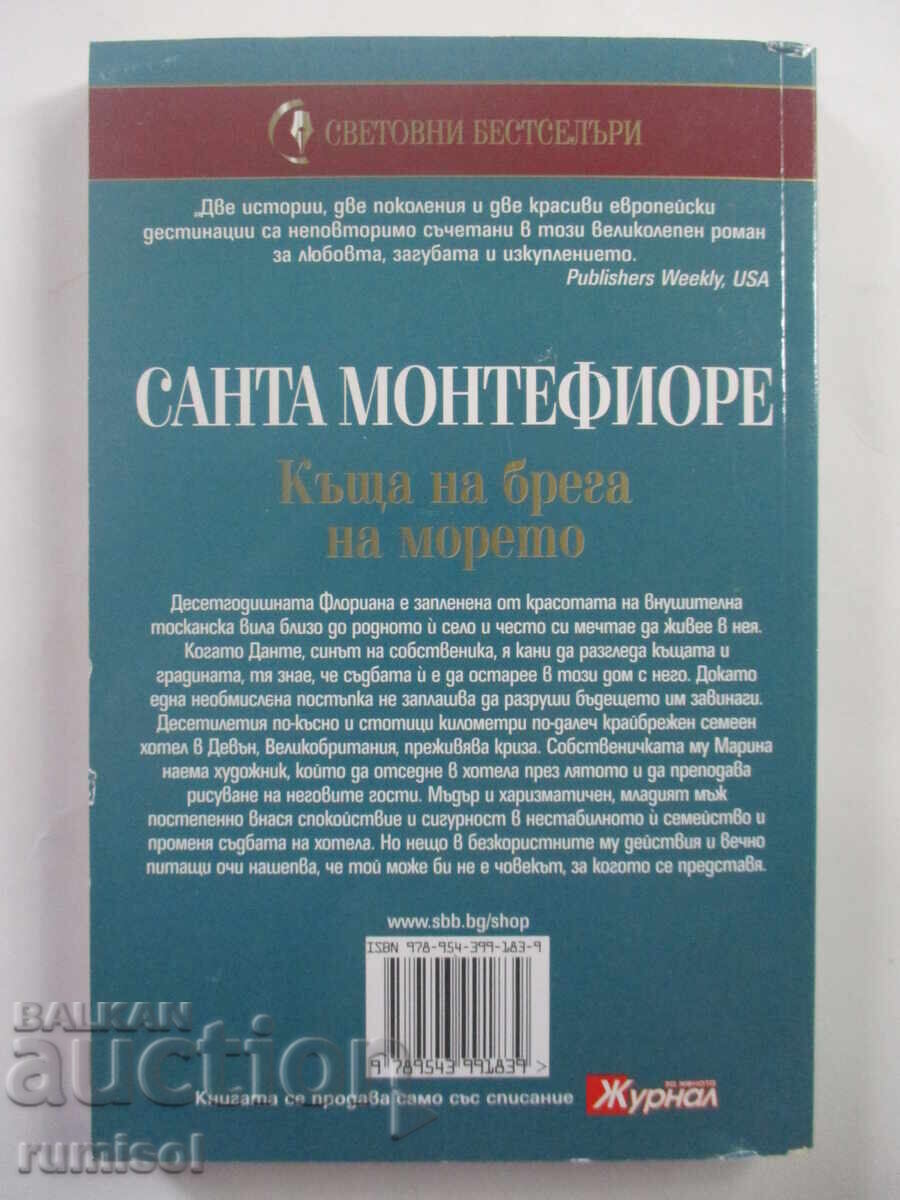 СВЕТОВНИ БЕСТСЕЛЪРИ
„Две истории, две поколения и две красиви европейски
дестинации са неповторимо съчетани в този великолепен роман
за любовта, загубата и изкуплението.
Publishers Weekly, USA
САНТА МОНТЕФИОРЕ
Къща на брега
на морето
Десетгодишната Флориана е запленена от красотата на внушителна
тосканска вила близо до родното ѝ село и често си мечтае да живее в нея.
Когато Данте, синът на собственика, я кани да разгледа къщата и
градината, тя знае, че съдбата ѝ е да остарее в този дом с него. Докато
една необмислена постъпка не заплашва да разруши бъдещето им завинаги.
Десетилетия по-късно и стотици километри по-далеч крайбрежен семеен
хотел в Девън, Великобритания, преживява криза. Собственичката му Марина
наема художник, който да отседне в хотела през лятото и да преподава
рисуване на неговите гости. Мъдър и харизматичен, младият мъж
постепенно внася спокойствие и сигурност в нестабилното ѝ семейство и
променя съдбата на хотела. Но нещо в безкористните му действия и вечно
питащи очи нашепва, че той може би не е човекът, за когото се представя.
www.sbb.bg/shop
ISBN 978-954-399-183-9
9 789543 991839 >
BALKAN
auction
Книгата се продава само със списание
за жената
Журнал
rumisol